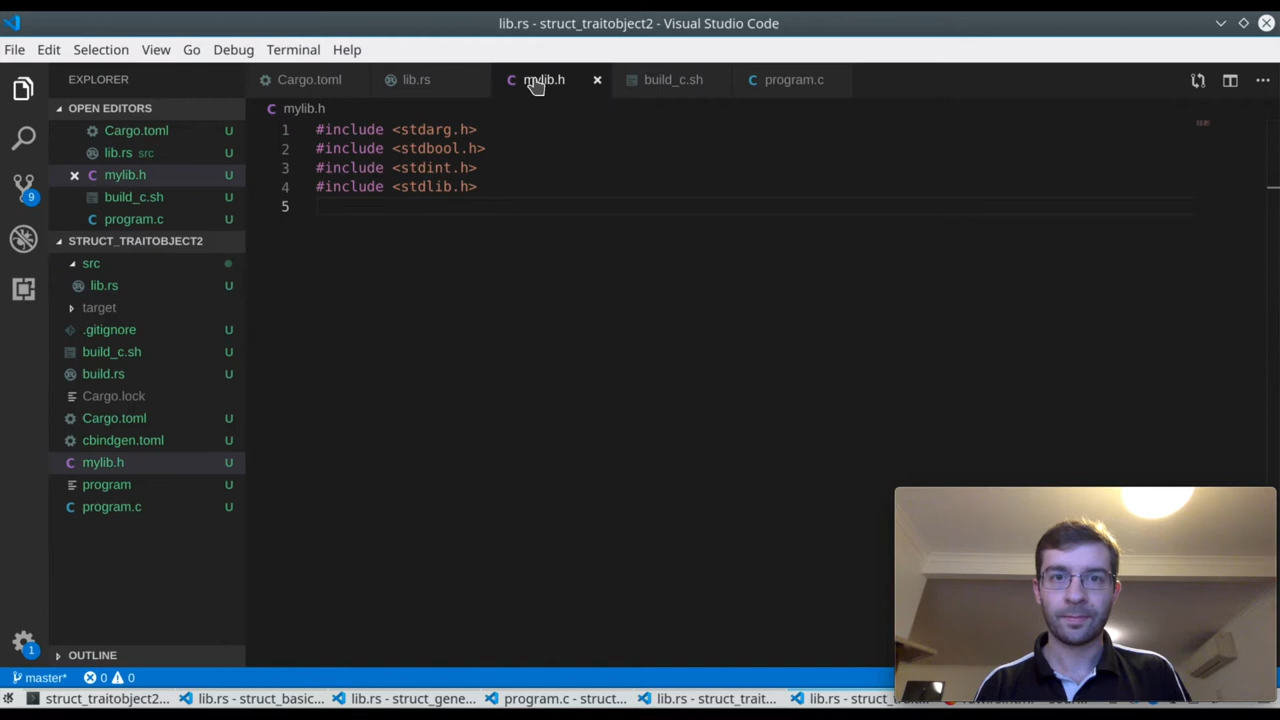 lib.rs - struct_traitobject2 - Visual Studio Code
File Edit Selection View Go Debug Terminal Help
EXPLORER
Cargo.toml lib.rs mylib.h build_c.sh program.c
OPEN EDITORS
Cargo.toml U
lib.rs src U
mylib.h U
build_c.sh U
program.c U
STRUCT_TRAITOBJECT2
src
lib.rs U
target
.gitignore U
build_c.sh U
build.rs U
Cargo.lock
Cargo.toml U
cbindgen.toml U
mylib.h U
program U
program.c U
OUTLINE
9
1
mylib.h
1 #include <stdarg.h>
2 #include <stdbool.h>
3 #include <stdint.h>
4 #include <stdlib.h>
5
master* 0 0
struct_traitobject2... lib.rs - struct_basic... lib.rs - struct_gene... program.c - struct... lib.rs - struct_trait...